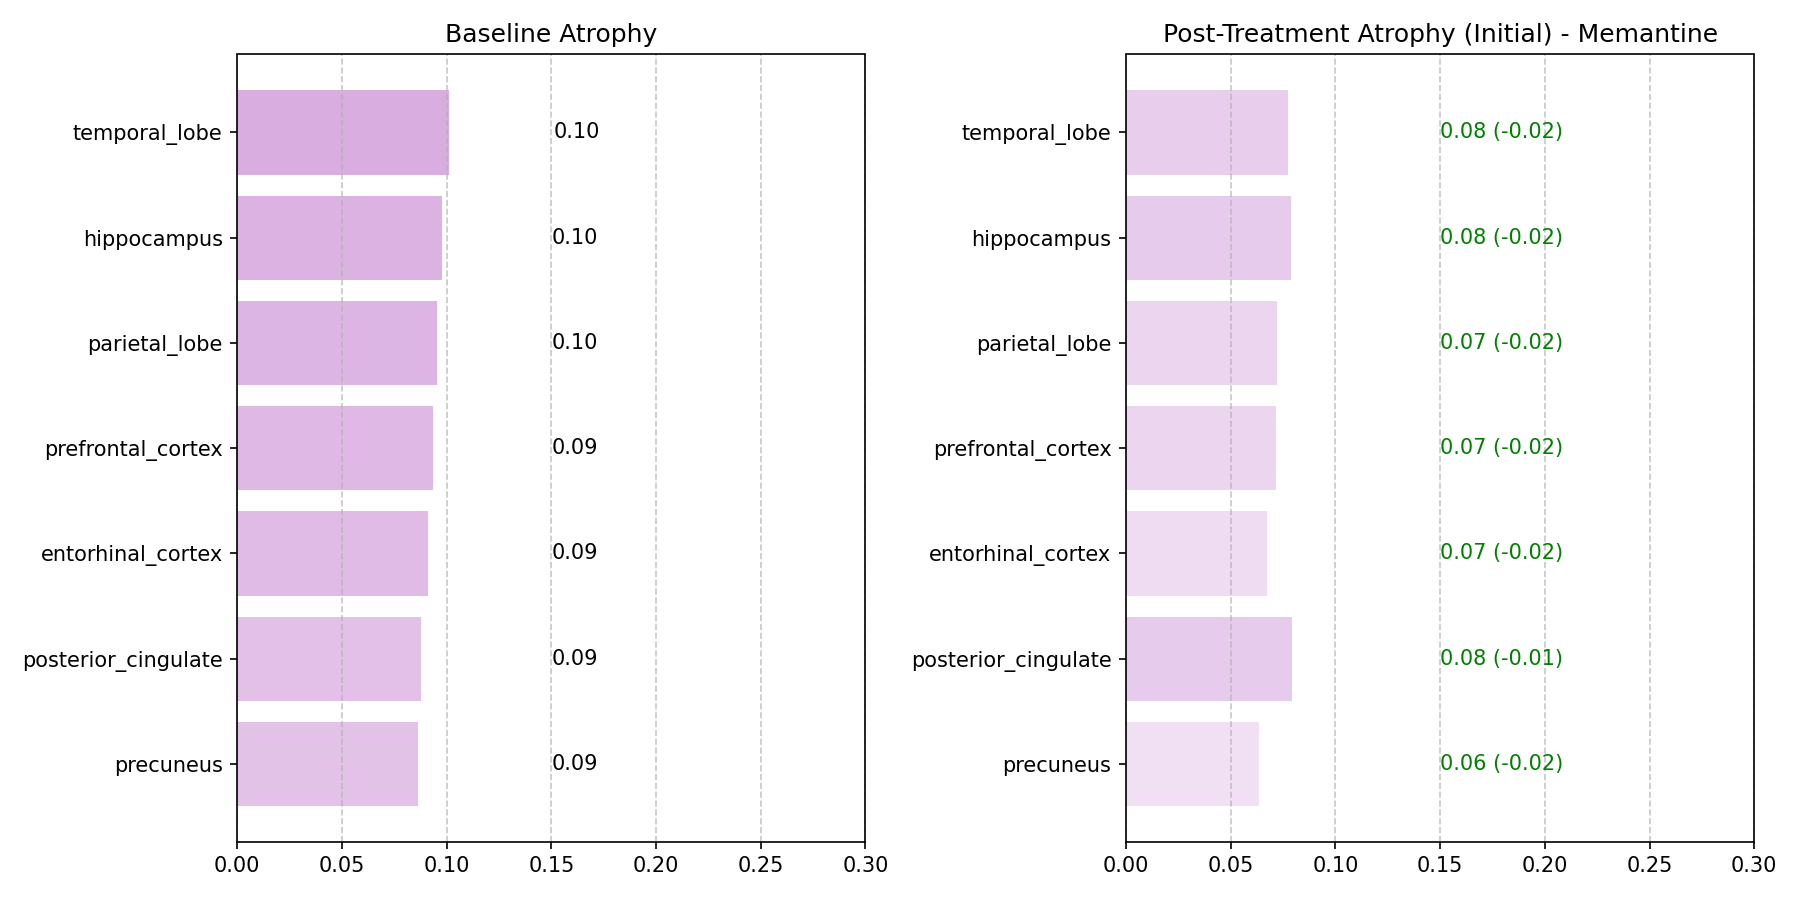 Baseline Atrophy
temporal_lobe 0.10
hippocampus 0.10
parietal_lobe 0.10
prefrontal_cortex 0.09
entorhinal_cortex 0.09
posterior_cingulate 0.09
precuneus 0.09
0.00 0.05 0.10 0.15 0.20 0.25 0.30
Post-Treatment Atrophy (Initial) - Memantine
temporal_lobe 0.08 (-0.02)
hippocampus 0.08 (-0.02)
parietal_lobe 0.07 (-0.02)
prefrontal_cortex 0.07 (-0.02)
entorhinal_cortex 0.07 (-0.02)
posterior_cingulate 0.08 (-0.01)
precuneus 0.06 (-0.02)
0.00 0.05 0.10 0.15 0.20 0.25 0.30